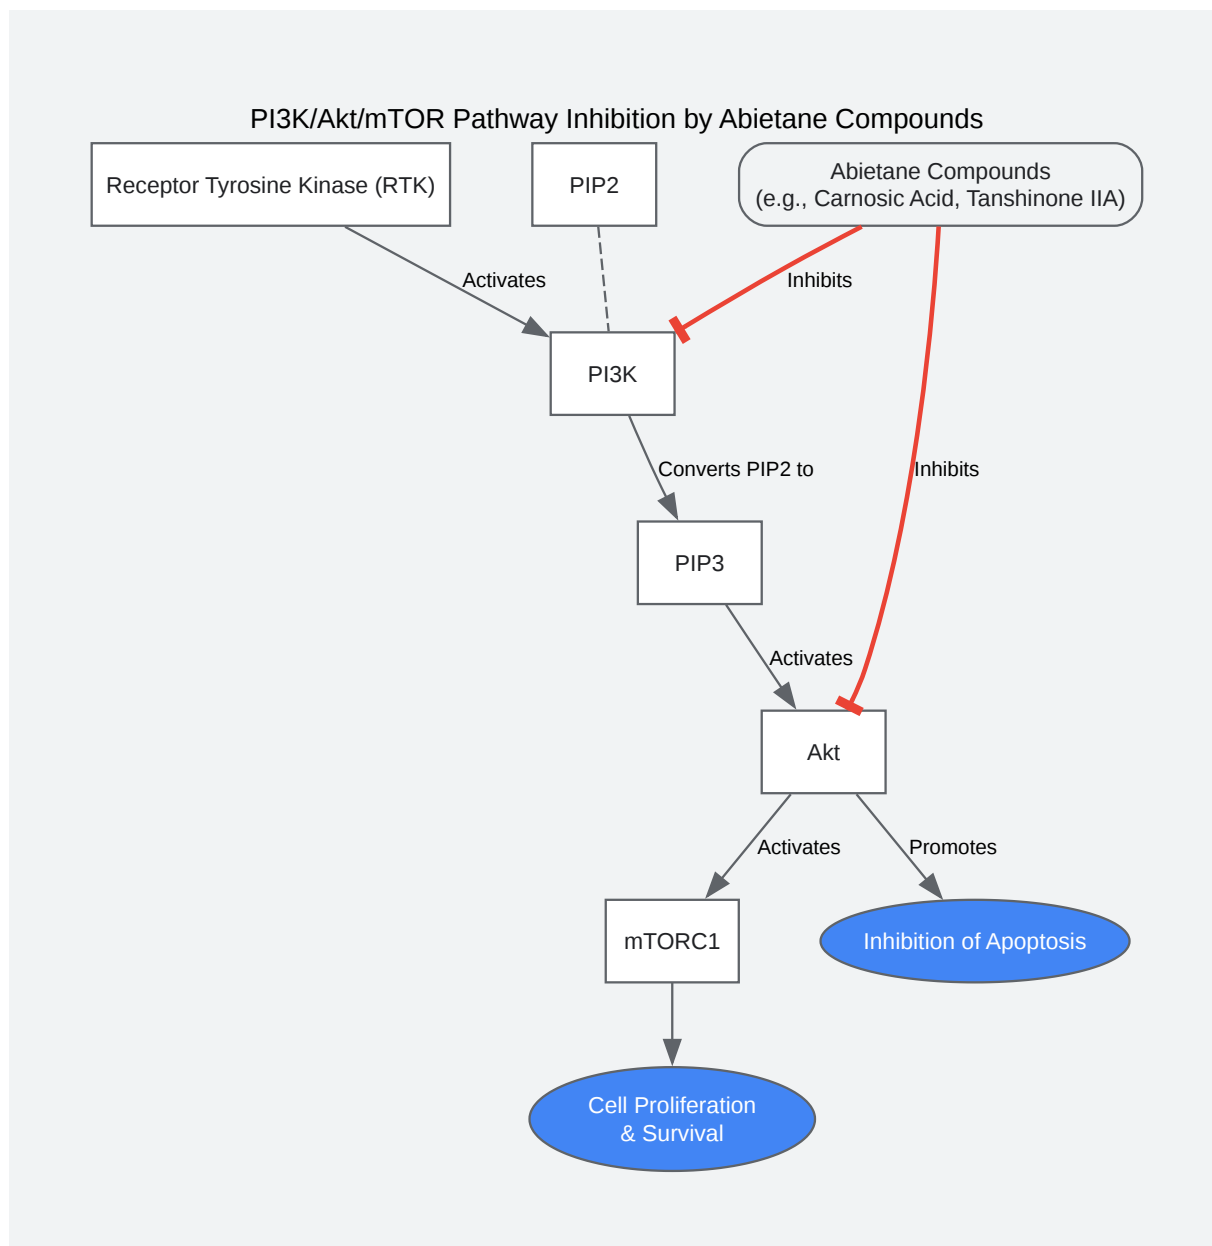 PI3K/Akt/mTOR Pathway Inhibition by Abietane Compounds
Receptor Tyrosine Kinase (RTK)
PIP2
Abietane Compounds
(e.g., Carnosic Acid, Tanshinone IIA)
Activates
Inhibits
PI3K
Converts PIP2 to
Inhibits
PIP3
Activates
Akt
Activates
Promotes
mTORC1
Inhibition of Apoptosis
Cell Proliferation
& Survival